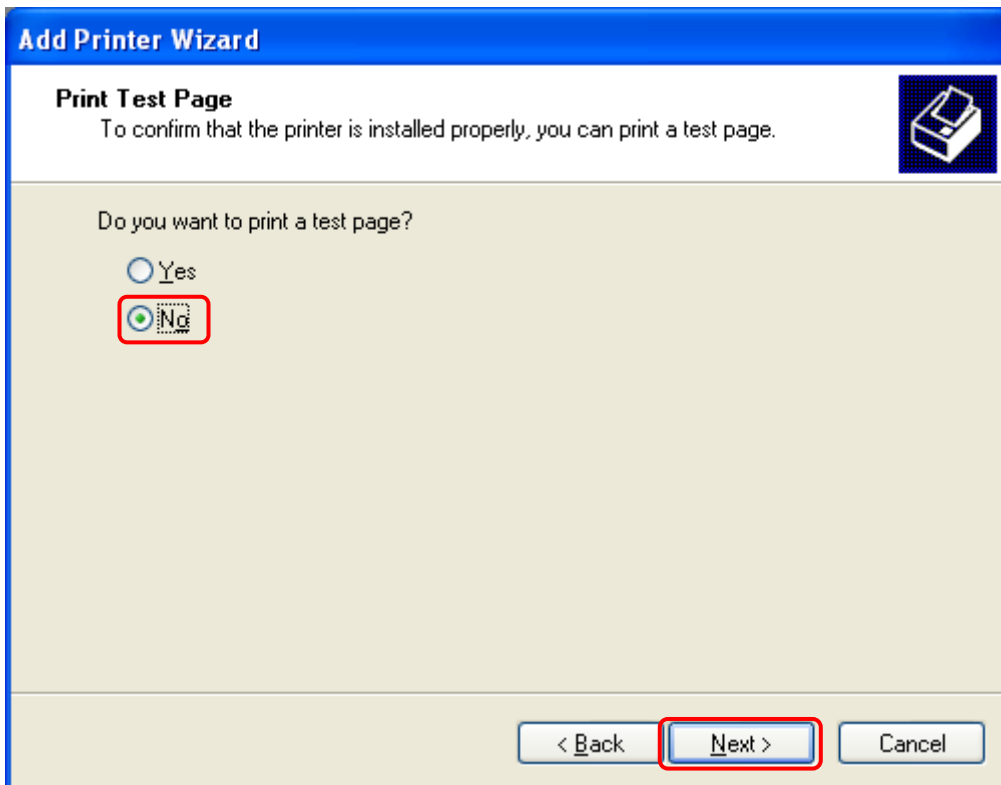 Add Printer Wizard
Print Test Page
To confirm that the printer is installed properly, you can print a test page.
Do you want to print a test page?
Yes
No
< Back Next > Cancel